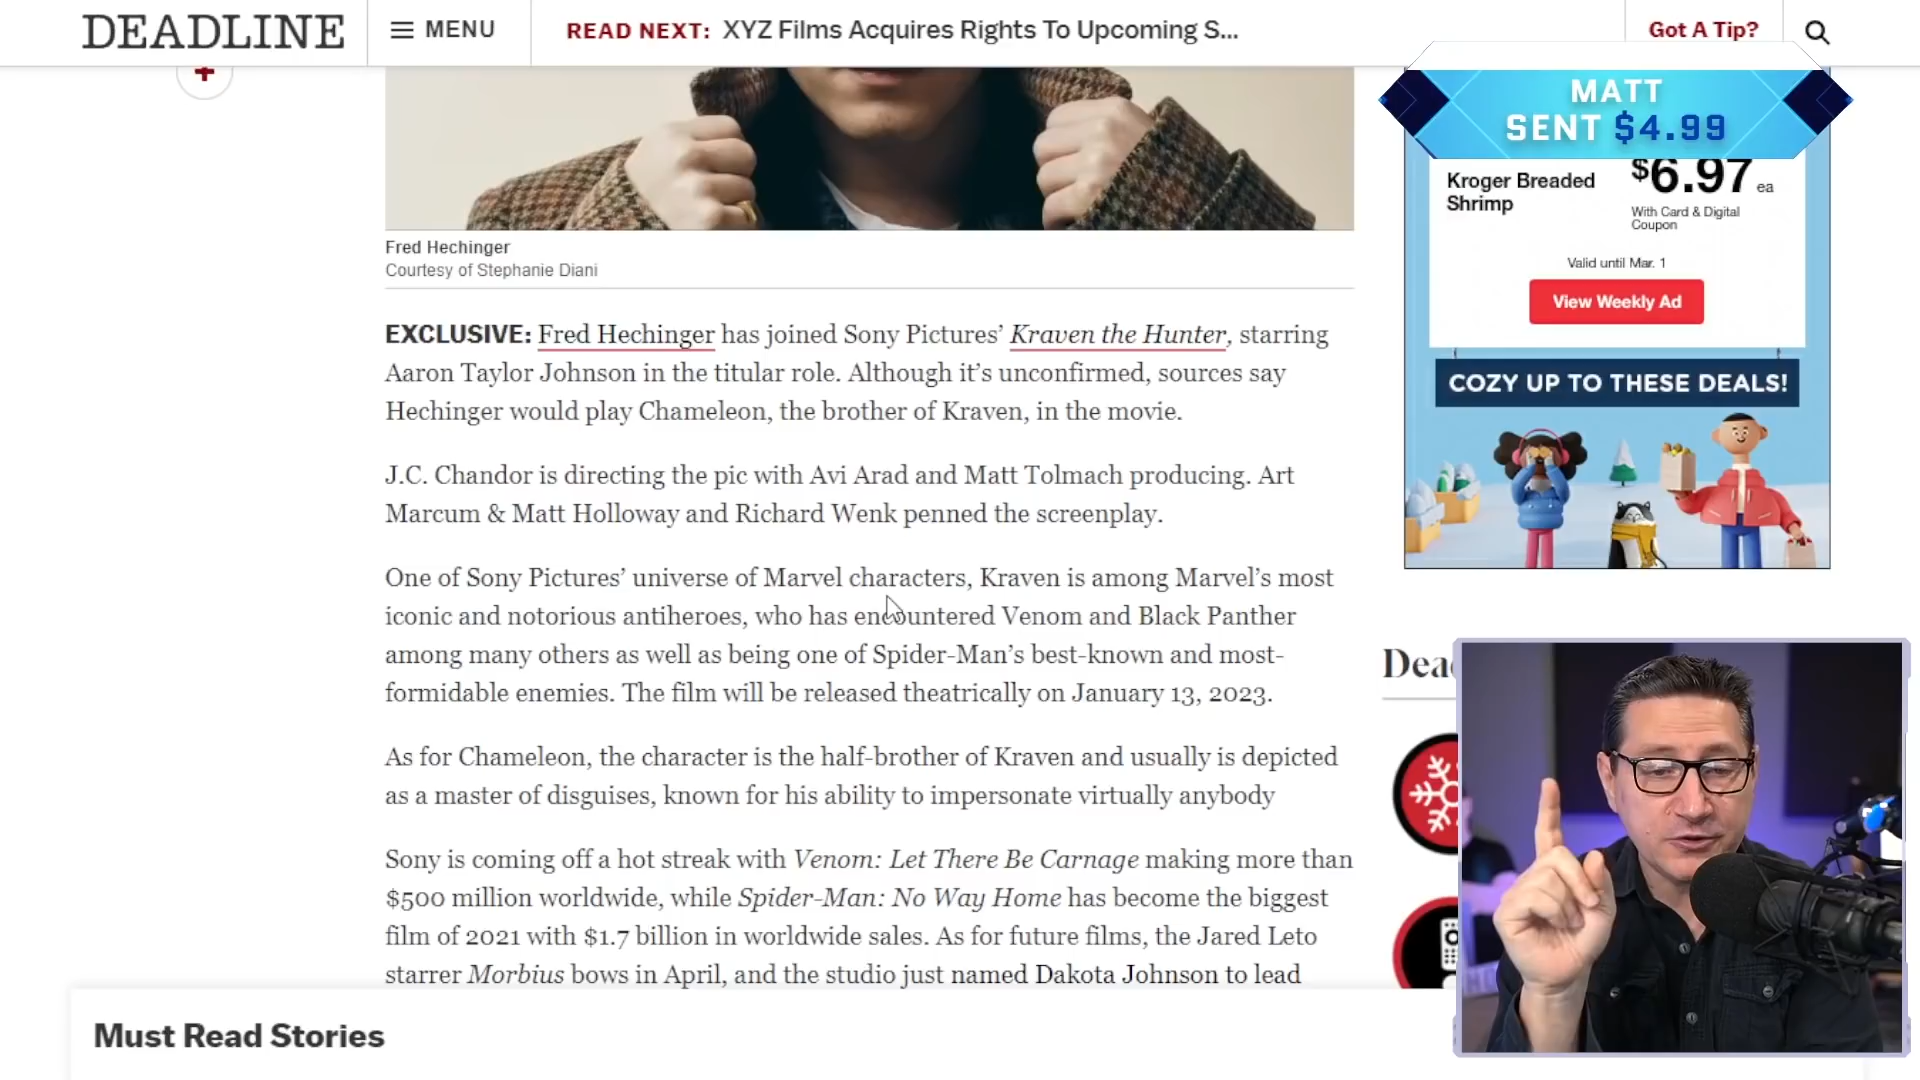 DEADLINE
MENU
READ NEXT: XYZ Films Acquires Rights To Upcoming S...
Got A Tip?
MATT
SENT $4.99
Kroger Breaded
Shrimp
$6.97 ea
With Card & Digital
Coupon
Valid until Mar. 1
View Weekly Ad
COZY UP TO THESE DEALS!
Fred Hechinger
Courtesy of Stephanie Diani
EXCLUSIVE: Fred Hechinger has joined Sony Pictures’ Kraven the Hunter, starring
Aaron Taylor Johnson in the titular role. Although it’s unconfirmed, sources say
Hechinger would play Chameleon, the brother of Kraven, in the movie.
J.C. Chandor is directing the pic with Avi Arad and Matt Tolmach producing. Art
Marcum & Matt Holloway and Richard Wenk penned the screenplay.
One of Sony Pictures’ universe of Marvel characters, Kraven is among Marvel’s most
iconic and notorious antiheroes, who has encountered Venom and Black Panther
among many others as well as being one of Spider-Man’s best-known and most-
formidable enemies. The film will be released theatrically on January 13, 2023.
As for Chameleon, the character is the half-brother of Kraven and usually is depicted
as a master of disguises, known for his ability to impersonate virtually anybody
Sony is coming off a hot streak with Venom: Let There Be Carnage making more than
$500 million worldwide, while Spider-Man: No Way Home has become the biggest
film of 2021 with $1.7 billion in worldwide sales. As for future films, the Jared Leto
starrer Morbius bows in April, and the studio just named Dakota Johnson to lead
Must Read Stories